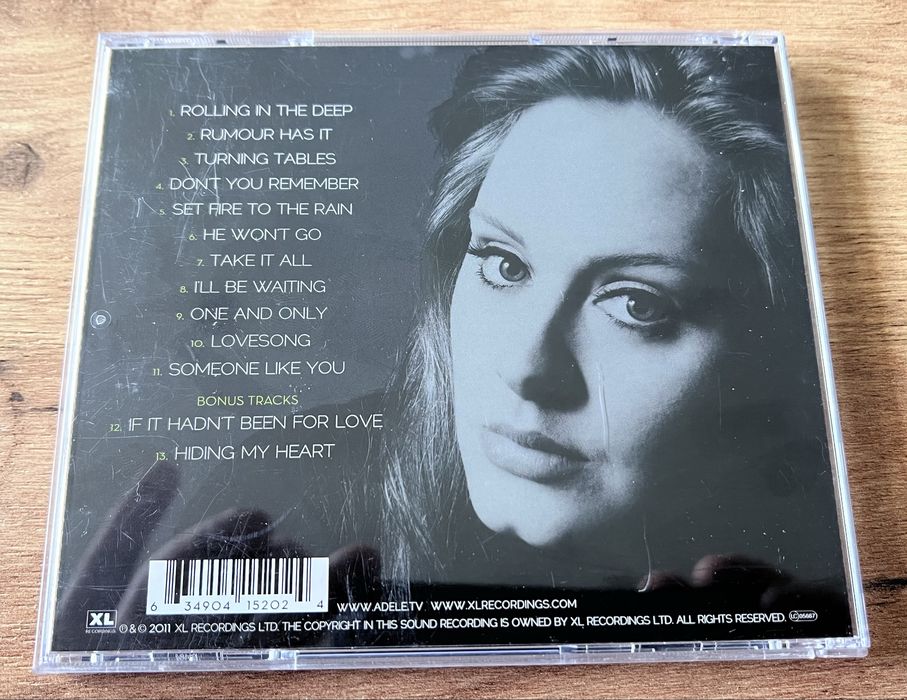 1. ROLLING IN THE DEEP
2. RUMOUR HAS IT
3. TURNING TABLES
4. DON'T YOU REMEMBER
5. SET FIRE TO THE RAIN
6. HE WON'T GO
7. TAKE IT ALL
8. I'LL BE WAITING
9. ONE AND ONLY
10. LOVESONG
11. SOMEONE LIKE YOU
BONUS TRACKS
12. IF IT HADN'T BEEN FOR LOVE
13. HIDING MY HEART
6 34904 15202 4
WWW.ADELE.TV WWW.XLRECORDINGS.COM
XL
RECORDINGS
℗ & © 2011 XL RECORDINGS LTD. THE COPYRIGHT IN THIS SOUND RECORDING IS OWNED BY XL RECORDINGS LTD. ALL RIGHTS RESERVED. LC 05667